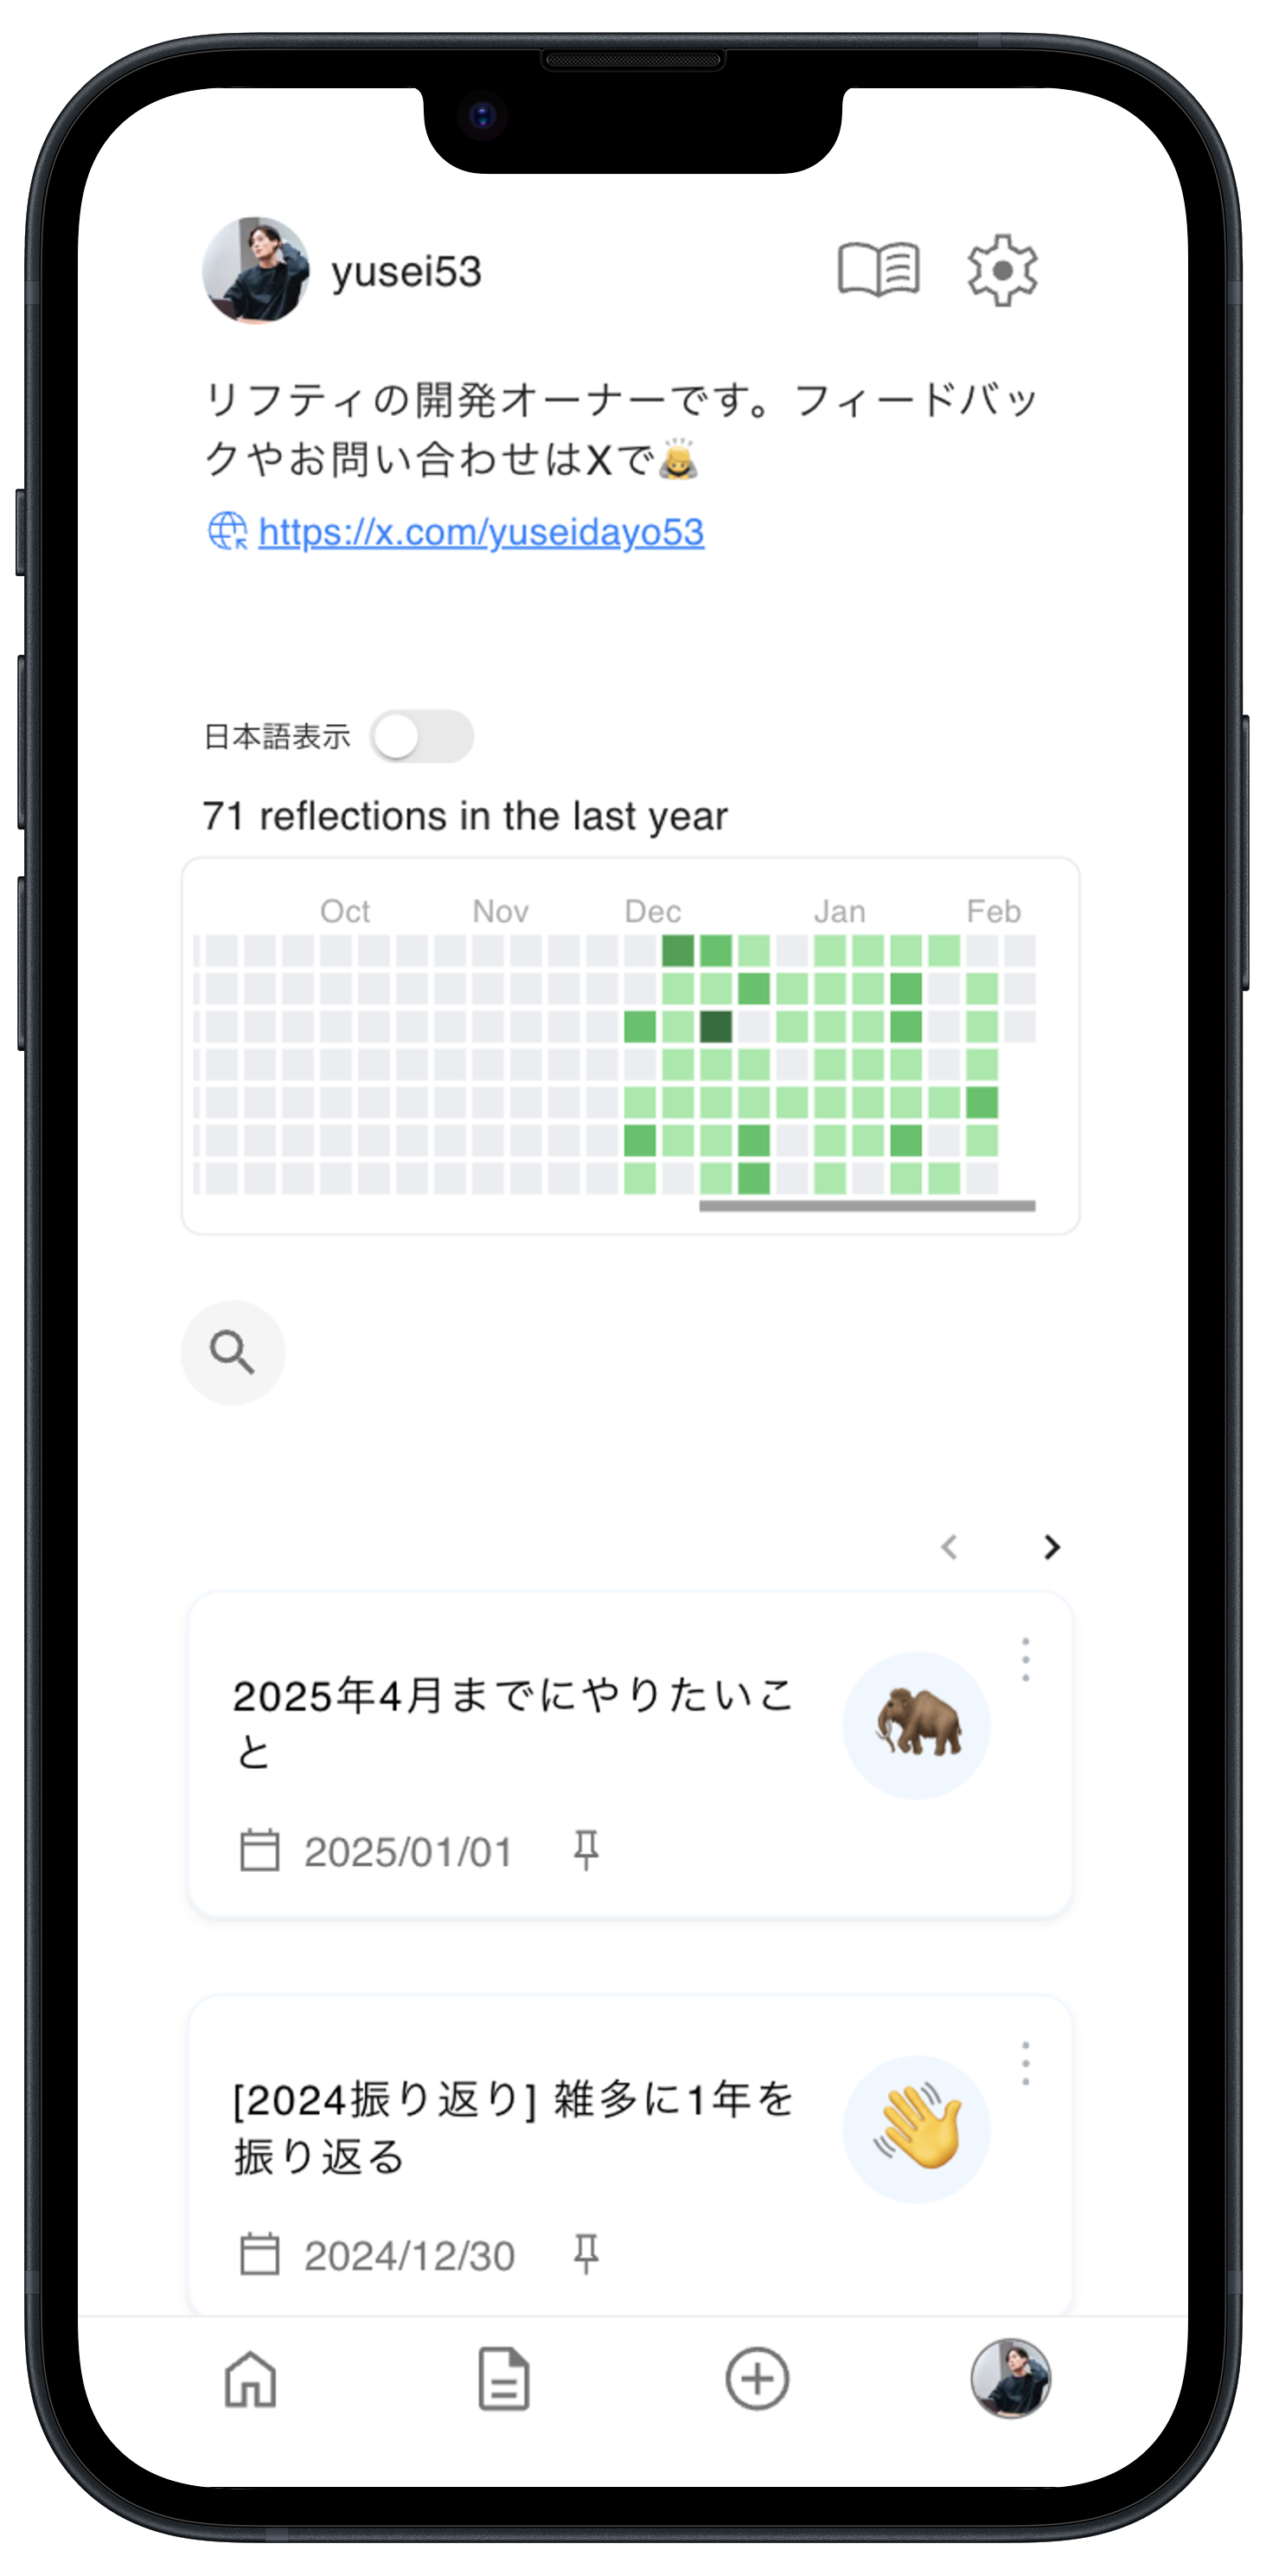 yusei53
リフティの開発オーナーです。フィードバッ
クやお問い合わせはXで🙇
https://x.com/yuseidayo53
日本語表示
71 reflections in the last year
Oct Nov Dec Jan Feb
2025年4月までにやりたいこ
と
2025/01/01
[2024振り返り] 雑多に1年を
振り返る
2024/12/30